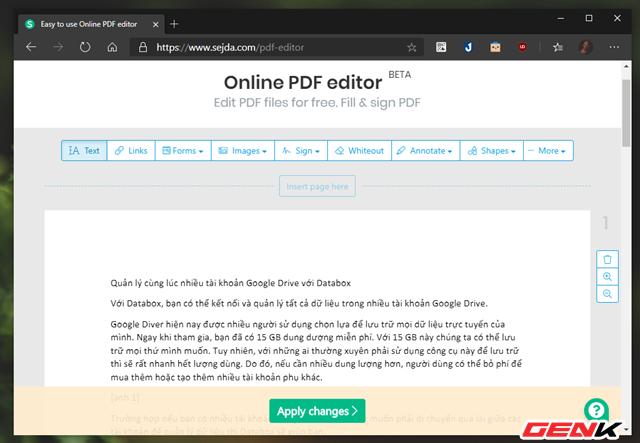 Easy to use Online PDF editor
https://www.sejda.com/pdf-editor
Online PDF editor BETA
Edit PDF files for free. Fill & sign PDF
Text Links Forms Images Sign Whiteout Annotate Shapes More
Insert page here
1
Quản lý cùng lúc nhiều tài khoản Google Drive với Databox
Với Databox, bạn có thể kết nối và quản lý tất cả dữ liệu trong nhiều tài khoản Google Drive.
Google Diver hiện nay được nhiều người sử dụng chọn lựa để lưu trữ mọi dữ liệu trực tuyến của
mình. Ngay khi tham gia, bạn đã có 15 GB dung dượng miễn phí. Với 15 GB này chúng ta có thể lưu
trữ mọi thứ mình muốn. Tuy nhiên, với những ai thường xuyên phải sử dụng công cụ này để lưu trữ
thì sẽ rất nhanh hết lượng dùng. Do đó, nếu cần nhiều dung lượng hơn, người dùng có thể bỏ phí để
mua thêm hoặc tạo thêm nhiều tài khoản phụ khác.
[anh 1]
Apply changes
Trường hợp nếu bạn có nhiều tài khoản muốn phải di chuyển qua lại giữa các
tài khoản để quản lý dữ liệu thì Databox sẽ giúp bạn
?
GENK